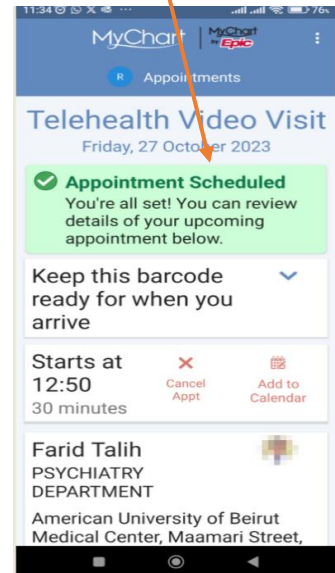 11:34
76
MyChart
MyChart
by Epic
R Appointments
Telehealth Video Visit
Friday, 27 October 2023
Appointment Scheduled
You're all set! You can review
details of your upcoming
appointment below.
Keep this barcode
ready for when you
arrive
Starts at
12:50
30 minutes
Cancel
Appt
Add to
Calendar
Farid Talih
PSYCHIATRY
DEPARTMENT
American University of Beirut
Medical Center, Maamari Street,